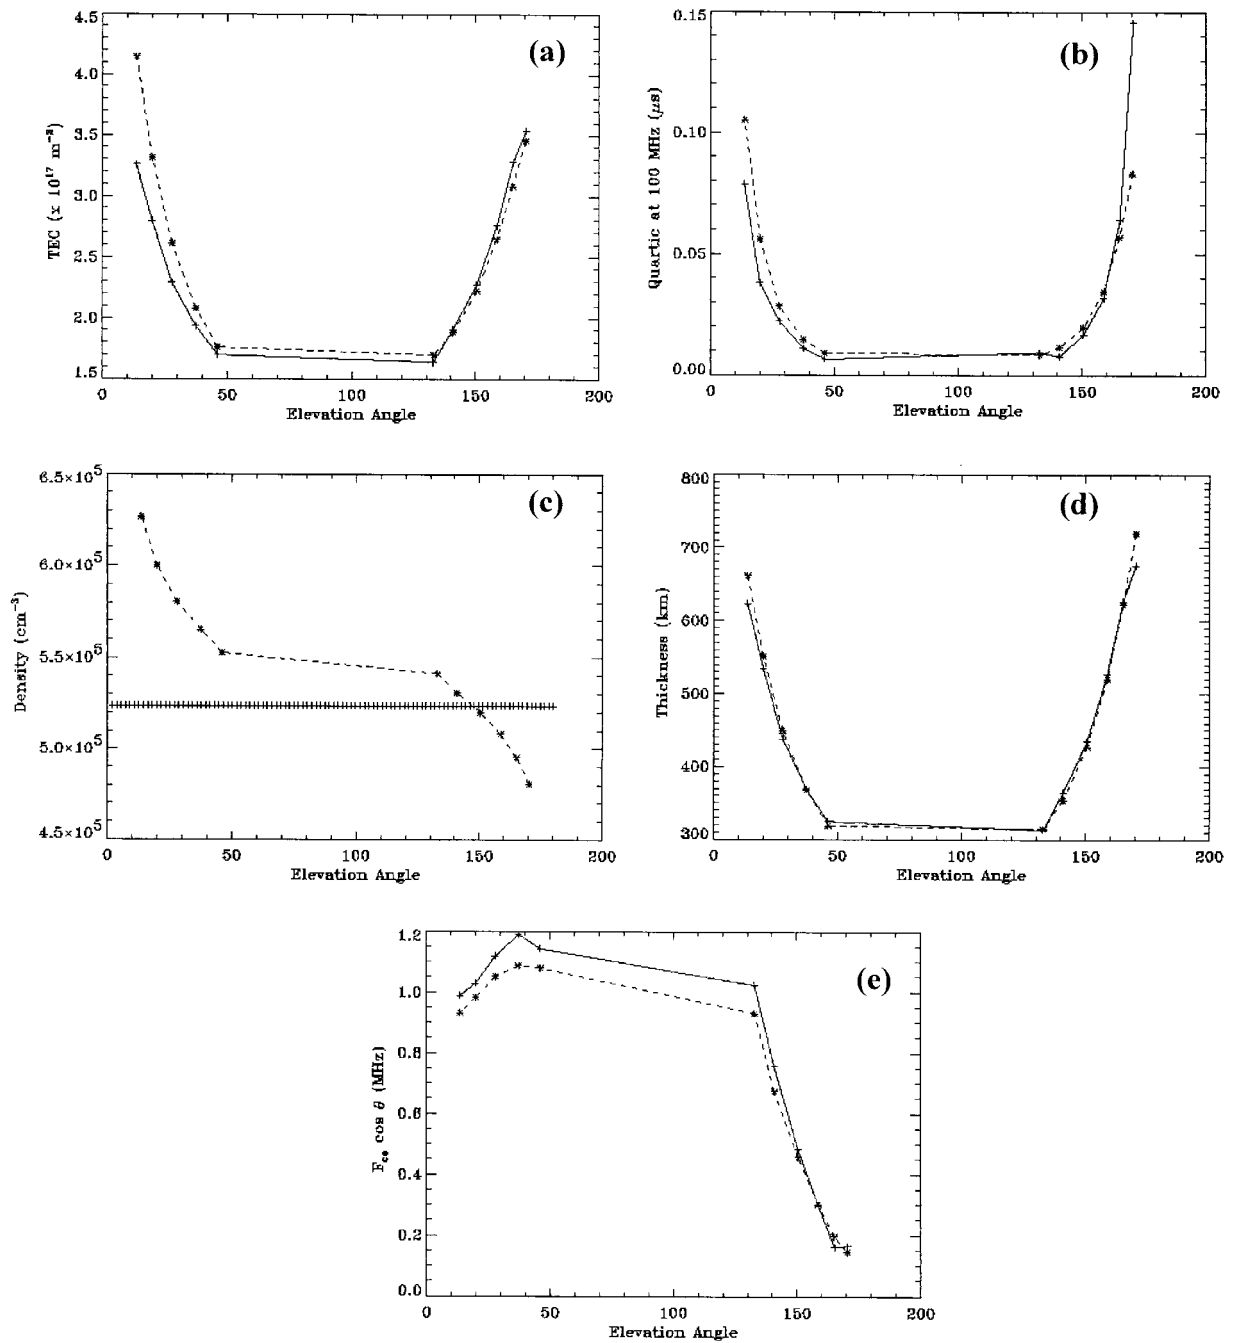 (a)
4.5
4.0
3.5
3.0
2.5
2.0
1.5
TEC (x 10¹⁷ m⁻²)
0 50 100 150 200
Elevation Angle
(b)
0.15
0.10
0.05
0.00
Quartic at 100 MHz (μs)
0 50 100 150 200
Elevation Angle
(c)
6.5×10⁵
6.0×10⁵
5.5×10⁵
5.0×10⁵
4.5×10⁵
Density (cm⁻³)
0 50 100 150 200
Elevation Angle
(d)
800
700
600
500
400
300
Thickness (km)
0 50 100 150 200
Elevation Angle
(e)
1.2
1.0
0.8
0.6
0.4
0.2
0.0
F_ce cos θ (MHz)
0 50 100 150 200
Elevation Angle